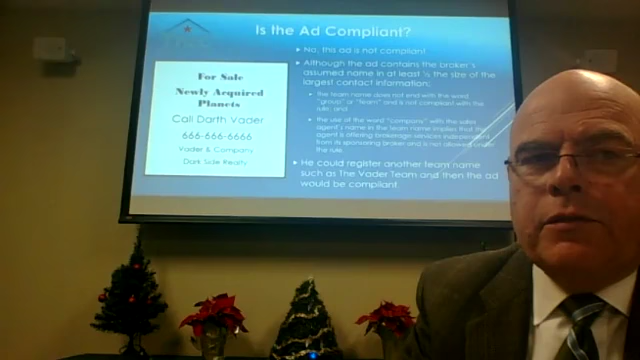 Is the Ad Compliant?
For Sale
Newly Acquired
Planets
Call Darth Vader
666-666-6666
Vader & Company
Dark Side Realty
No, this ad is not compliant
Although the ad contains the broker's
assumed name in at least ½ the size of the
largest contact information;
the team name does not end with the word
"group" or "team" and is not compliant with the
rule; and
the use of the word "company" with the sales
agent's name in the team name implies that the
agent is offering brokerage services independent
from its sponsoring broker and is not allowed under
the rule.
He could register another team name
such as The Vader Team and then the ad
would be compliant.